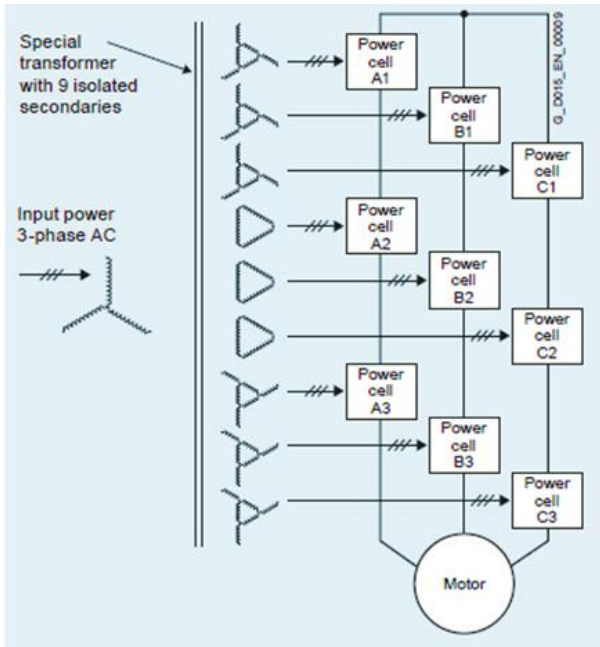 Special
transformer
with 9 isolated
secondaries
Input power
3-phase AC
Power
cell
A1
Power
cell
B1
Power
cell
C1
Power
cell
A2
Power
cell
B2
Power
cell
C2
Power
cell
A3
Power
cell
B3
Power
cell
C3
Motor
G_D015_EN_00009